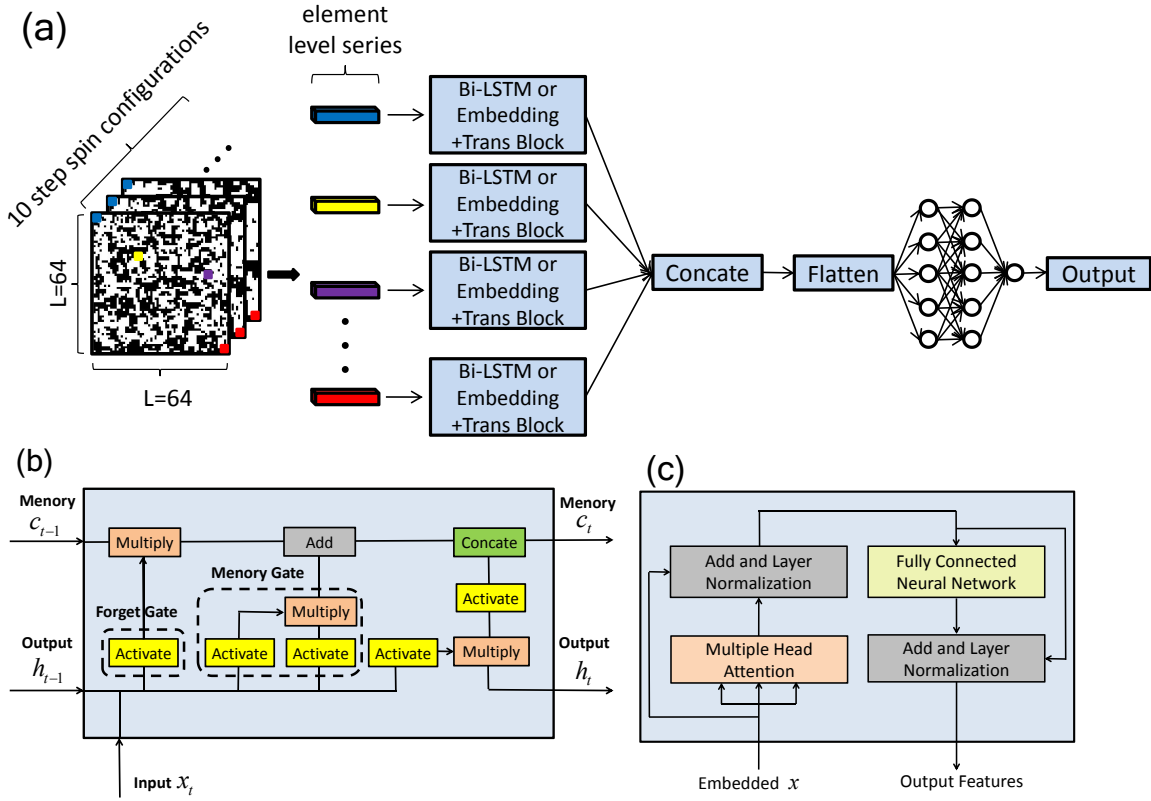 (a)
10 step spin configurations
L=64
L=64
element
level series
Bi-LSTM or
Embedding
+Trans Block
Bi-LSTM or
Embedding
+Trans Block
Bi-LSTM or
Embedding
+Trans Block
Bi-LSTM or
Embedding
+Trans Block
Concate
Flatten
Output
(b)
Menory
c_{t-1}
Multiply
Add
Concate
Menory
c_t
Menory Gate
Multiply
Activate
Forget Gate
Activate
Activate
Activate
Activate
Multiply
Output
h_{t-1}
Output
h_t
Input x_t
(c)
Add and Layer
Normalization
Fully Connected
Neural Network
Multiple Head
Attention
Add and Layer
Normalization
Embedded x
Output Features